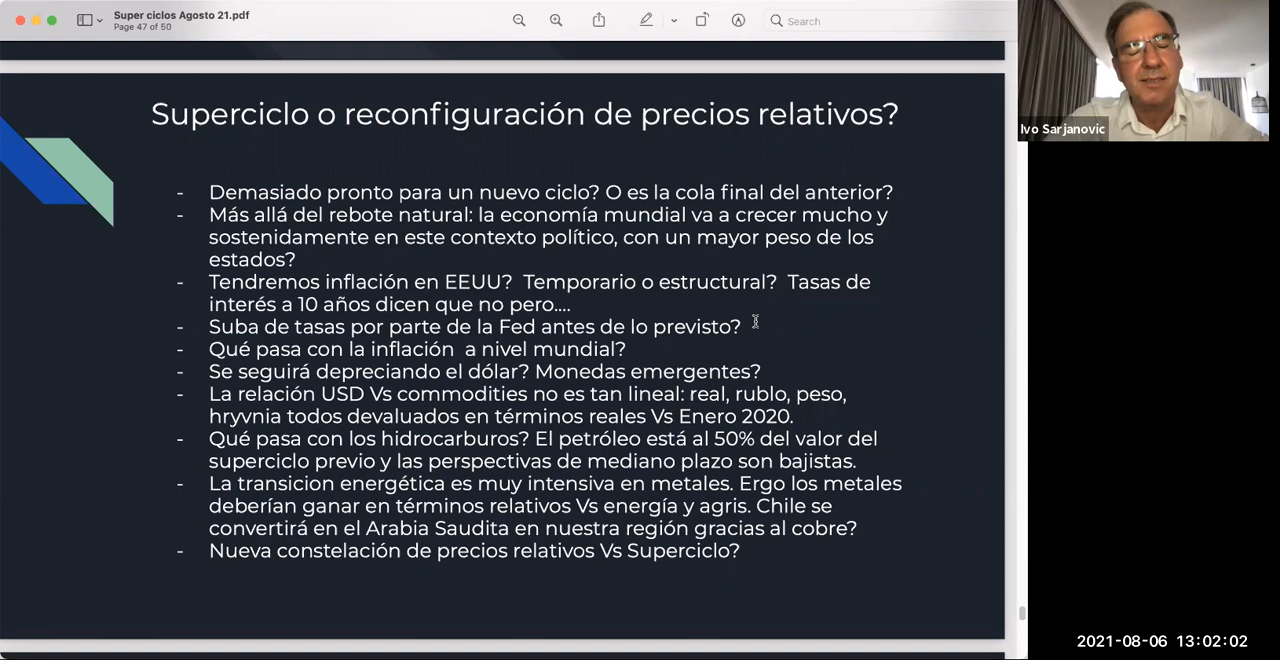 Super ciclos Agosto 21.pdf
Page 47 of 50
Search
Ivo Sarjanovic
Superciclo o reconfiguración de precios relativos?
- Demasiado pronto para un nuevo ciclo? O es la cola final del anterior?
- Más allá del rebote natural: la economía mundial va a crecer mucho y
sostenidamente en este contexto político, con un mayor peso de los
estados?
- Tendremos inflación en EEUU?  Temporario o estructural?  Tasas de
interés a 10 años dicen que no pero....
- Suba de tasas por parte de la Fed antes de lo previsto?
- Qué pasa con la inflación  a nivel mundial?
- Se seguirá depreciando el dólar? Monedas emergentes?
- La relación USD Vs commodities no es tan lineal: real, rublo, peso,
hryvnia todos devaluados en términos reales Vs Enero 2020.
- Qué pasa con los hidrocarburos? El petróleo está al 50% del valor del
superciclo previo y las perspectivas de mediano plazo son bajistas.
- La transicion energética es muy intensiva en metales. Ergo los metales
deberían ganar en términos relativos Vs energía y agris. Chile se
convertirá en el Arabia Saudita en nuestra región gracias al cobre?
- Nueva constelación de precios relativos Vs Superciclo?
2021-08-06 13:02:02